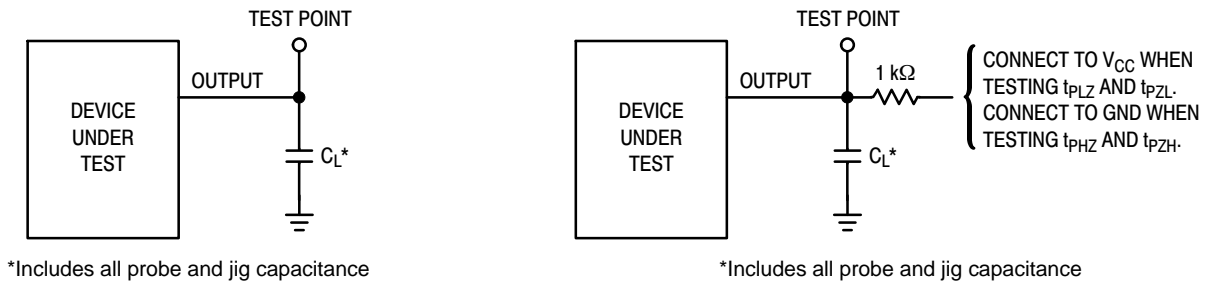 TEST POINT
OUTPUT
DEVICE
UNDER
TEST
CL*
*Includes all probe and jig capacitance
TEST POINT
OUTPUT
1 kΩ
CONNECT TO VCC WHEN
TESTING tPLZ AND tPZL.
CONNECT TO GND WHEN
TESTING tPHZ AND tPZH.
DEVICE
UNDER
TEST
CL*
*Includes all probe and jig capacitance